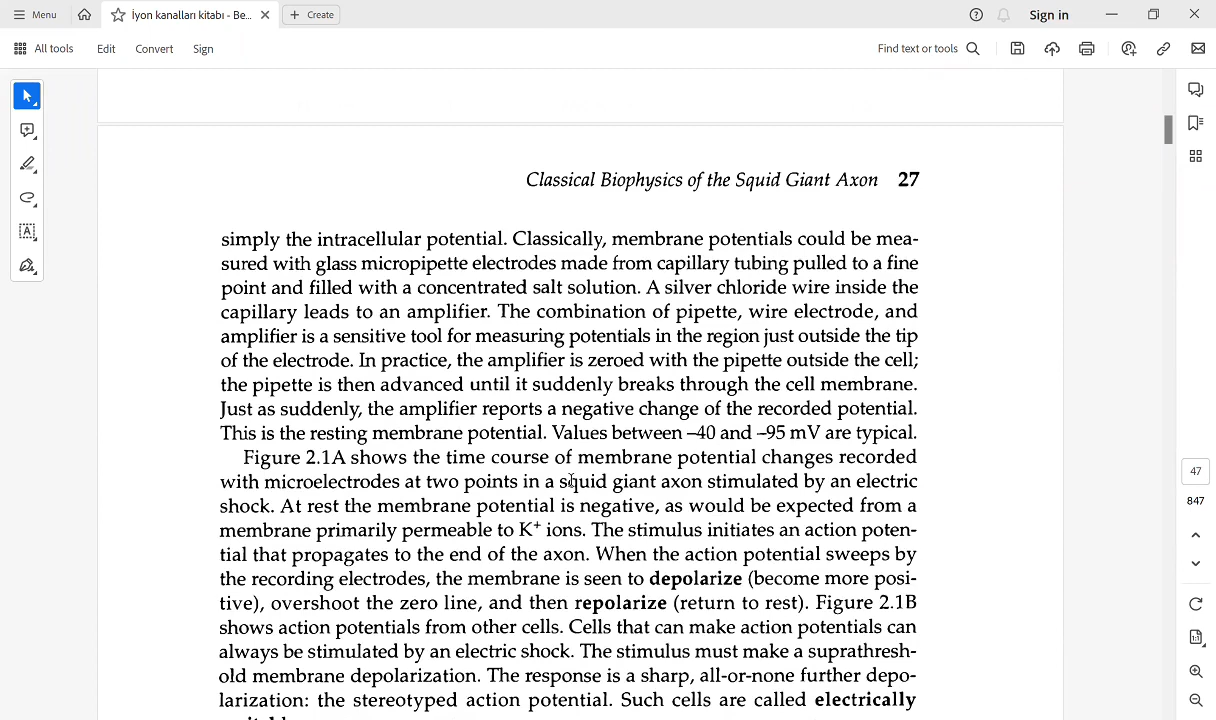 Menu
İyon kanalları kitabı - Be...
Create
Sign in
All tools
Edit
Convert
Sign
Find text or tools
Classical Biophysics of the Squid Giant Axon 27
simply the intracellular potential. Classically, membrane potentials could be mea-
sured with glass micropipette electrodes made from capillary tubing pulled to a fine
point and filled with a concentrated salt solution. A silver chloride wire inside the
capillary leads to an amplifier. The combination of pipette, wire electrode, and
amplifier is a sensitive tool for measuring potentials in the region just outside the tip
of the electrode. In practice, the amplifier is zeroed with the pipette outside the cell;
the pipette is then advanced until it suddenly breaks through the cell membrane.
Just as suddenly, the amplifier reports a negative change of the recorded potential.
This is the resting membrane potential. Values between –40 and –95 mV are typical.
Figure 2.1A shows the time course of membrane potential changes recorded
with microelectrodes at two points in a squid giant axon stimulated by an electric
shock. At rest the membrane potential is negative, as would be expected from a
membrane primarily permeable to K⁺ ions. The stimulus initiates an action poten-
tial that propagates to the end of the axon. When the action potential sweeps by
the recording electrodes, the membrane is seen to depolarize (become more posi-
tive), overshoot the zero line, and then repolarize (return to rest). Figure 2.1B
shows action potentials from other cells. Cells that can make action potentials can
always be stimulated by an electric shock. The stimulus must make a suprathresh-
old membrane depolarization. The response is a sharp, all-or-none further depo-
larization: the stereotyped action potential. Such cells are called electrically
47
847